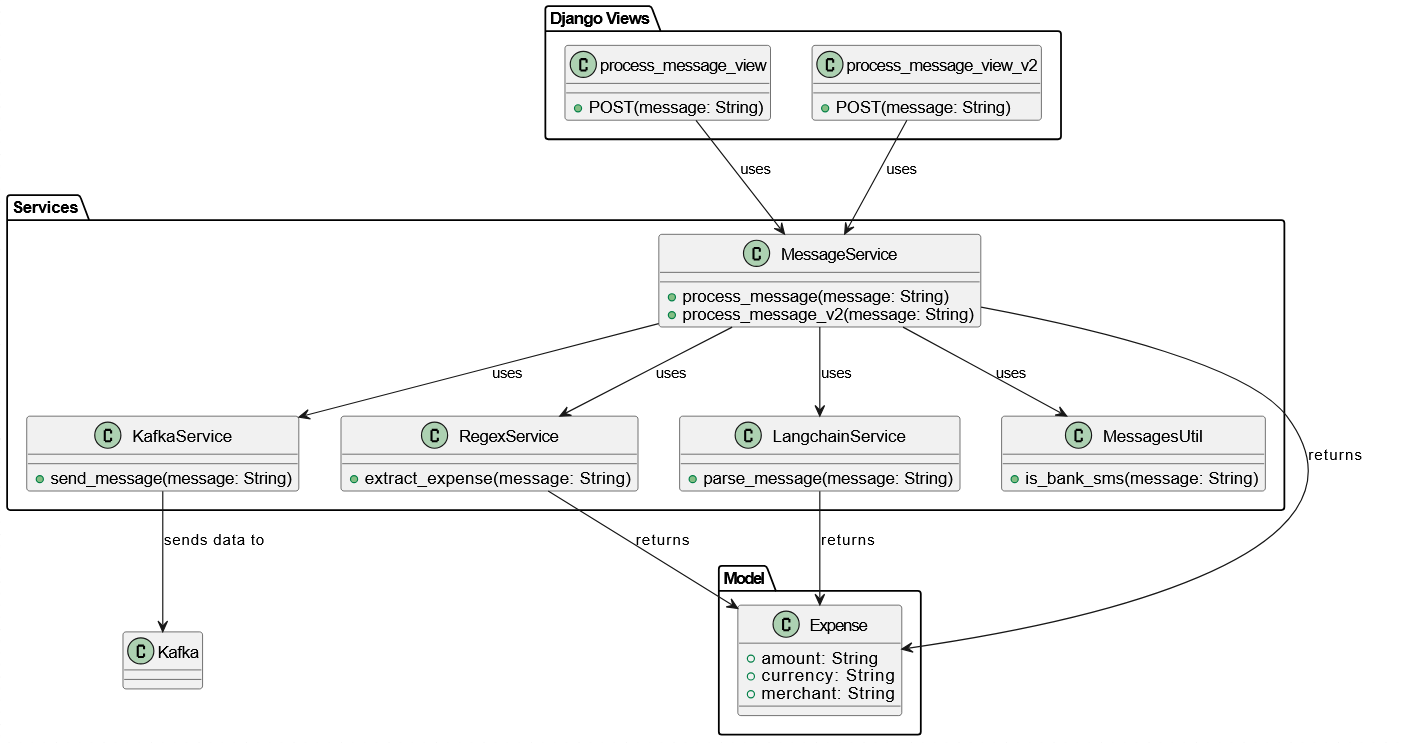 Django Views
C process_message_view
POST(message: String)
C process_message_view_v2
POST(message: String)
uses
uses
Services
C MessageService
process_message(message: String)
process_message_v2(message: String)
uses
uses
uses
uses
returns
C KafkaService
send_message(message: String)
C RegexService
extract_expense(message: String)
C LangchainService
parse_message(message: String)
C MessagesUtil
is_bank_sms(message: String)
sends data to
returns
returns
Model
C Kafka
C Expense
amount: String
currency: String
merchant: String